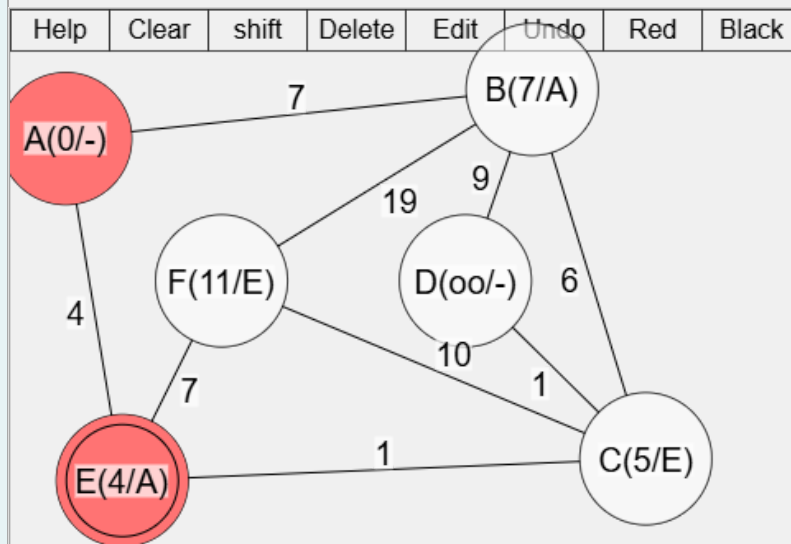 Help Clear shift Delete Edit Undo Red Black
B(7/A)
7
A(0/-)
9
19
F(11/E) D(oo/-) 6
4
10
7 1
1
C(5/E)
E(4/A)